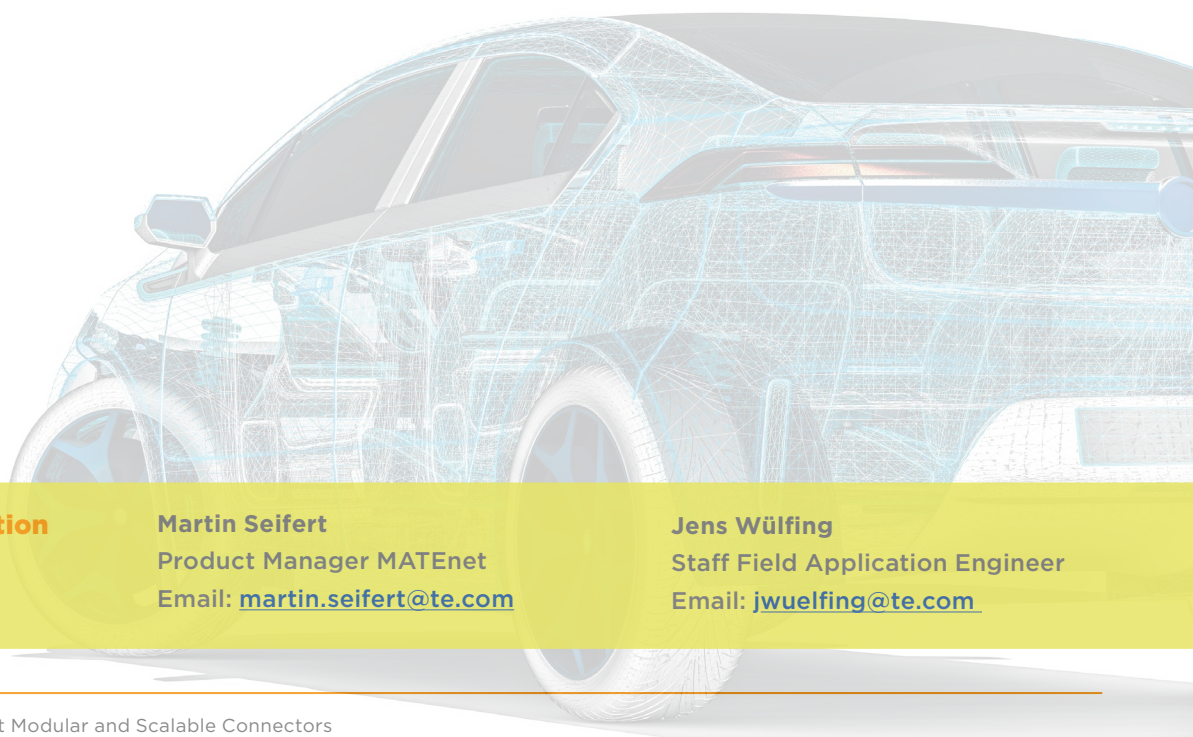 tion
Martin Seifert
Product Manager MATEnet
Email: martin.seifert@te.com
Jens Wülfing
Staff Field Application Engineer
Email: jwuelfing@te.com
t Modular and Scalable Connectors